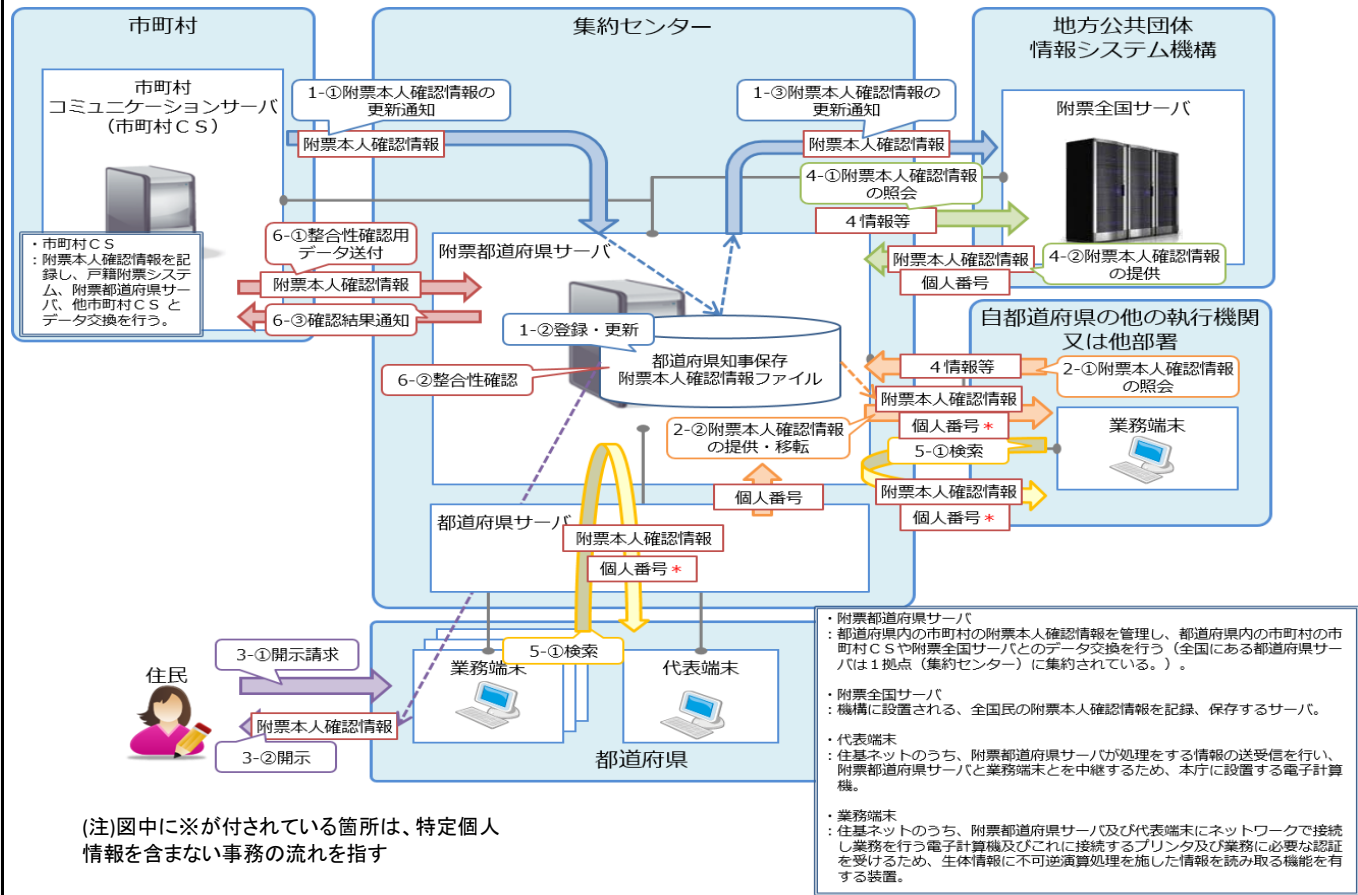 市町村
集約センター
地方公共団体
情報システム機構
市町村
コミュニケーションサーバ
（市町村ＣＳ）
1-①附票本人確認情報の
更新通知
附票本人確認情報
1-③附票本人確認情報の
更新通知
附票本人確認情報
附票全国サーバ
4-①附票本人確認情報
の照会
４情報等
附票本人確認情報
個人番号
4-②附票本人確認情報
の提供
・市町村ＣＳ
：附票本人確認情報を記
録し、戸籍附票システ
ム、附票都道府県サー
バ、他市町村ＣＳ と
データ交換を行う。
6-①整合性確認用
データ送付
附票本人確認情報
6-③確認結果通知
附票都道府県サーバ
1-②登録・更新
都道府県知事保存
附票本人確認情報ファイル
6-②整合性確認
自都道府県の他の執行機関
又は他部署
４情報等
2-①附票本人確認情報
の照会
附票本人確認情報
個人番号＊
2-②附票本人確認情報
の提供・移転
業務端末
5-①検索
附票本人確認情報
個人番号＊
個人番号
都道府県サーバ
附票本人確認情報
個人番号＊
5-①検索
業務端末
代表端末
都道府県
住民
3-①開示請求
附票本人確認情報
3-②開示
・附票都道府県サーバ
：都道府県内の市町村の附票本人確認情報を管理し、都道府県内の市町村の市
町村ＣＳや附票全国サーバとのデータ交換を行う（全国にある都道府県サー
バは１拠点（集約センター）に集約されている。）。
・附票全国サーバ
：機構に設置される、全国民の附票本人確認情報を記録、保存するサーバ。
・代表端末
：住基ネットのうち、附票都道府県サーバが処理をする情報の送受信を行い、
附票都道府県サーバと業務端末とを中継するため、本庁に設置する電子計算
機。
・業務端末
：住基ネットのうち、附票都道府県サーバ及び代表端末にネットワークで接続
し業務を行う電子計算機及びこれに接続するプリンタ及び業務に必要な認証
を受けるため、生体情報に不可逆演算処理を施した情報を読み取る機能を有
する装置。
(注)図中に※が付されている箇所は、特定個人
情報を含まない事務の流れを指す